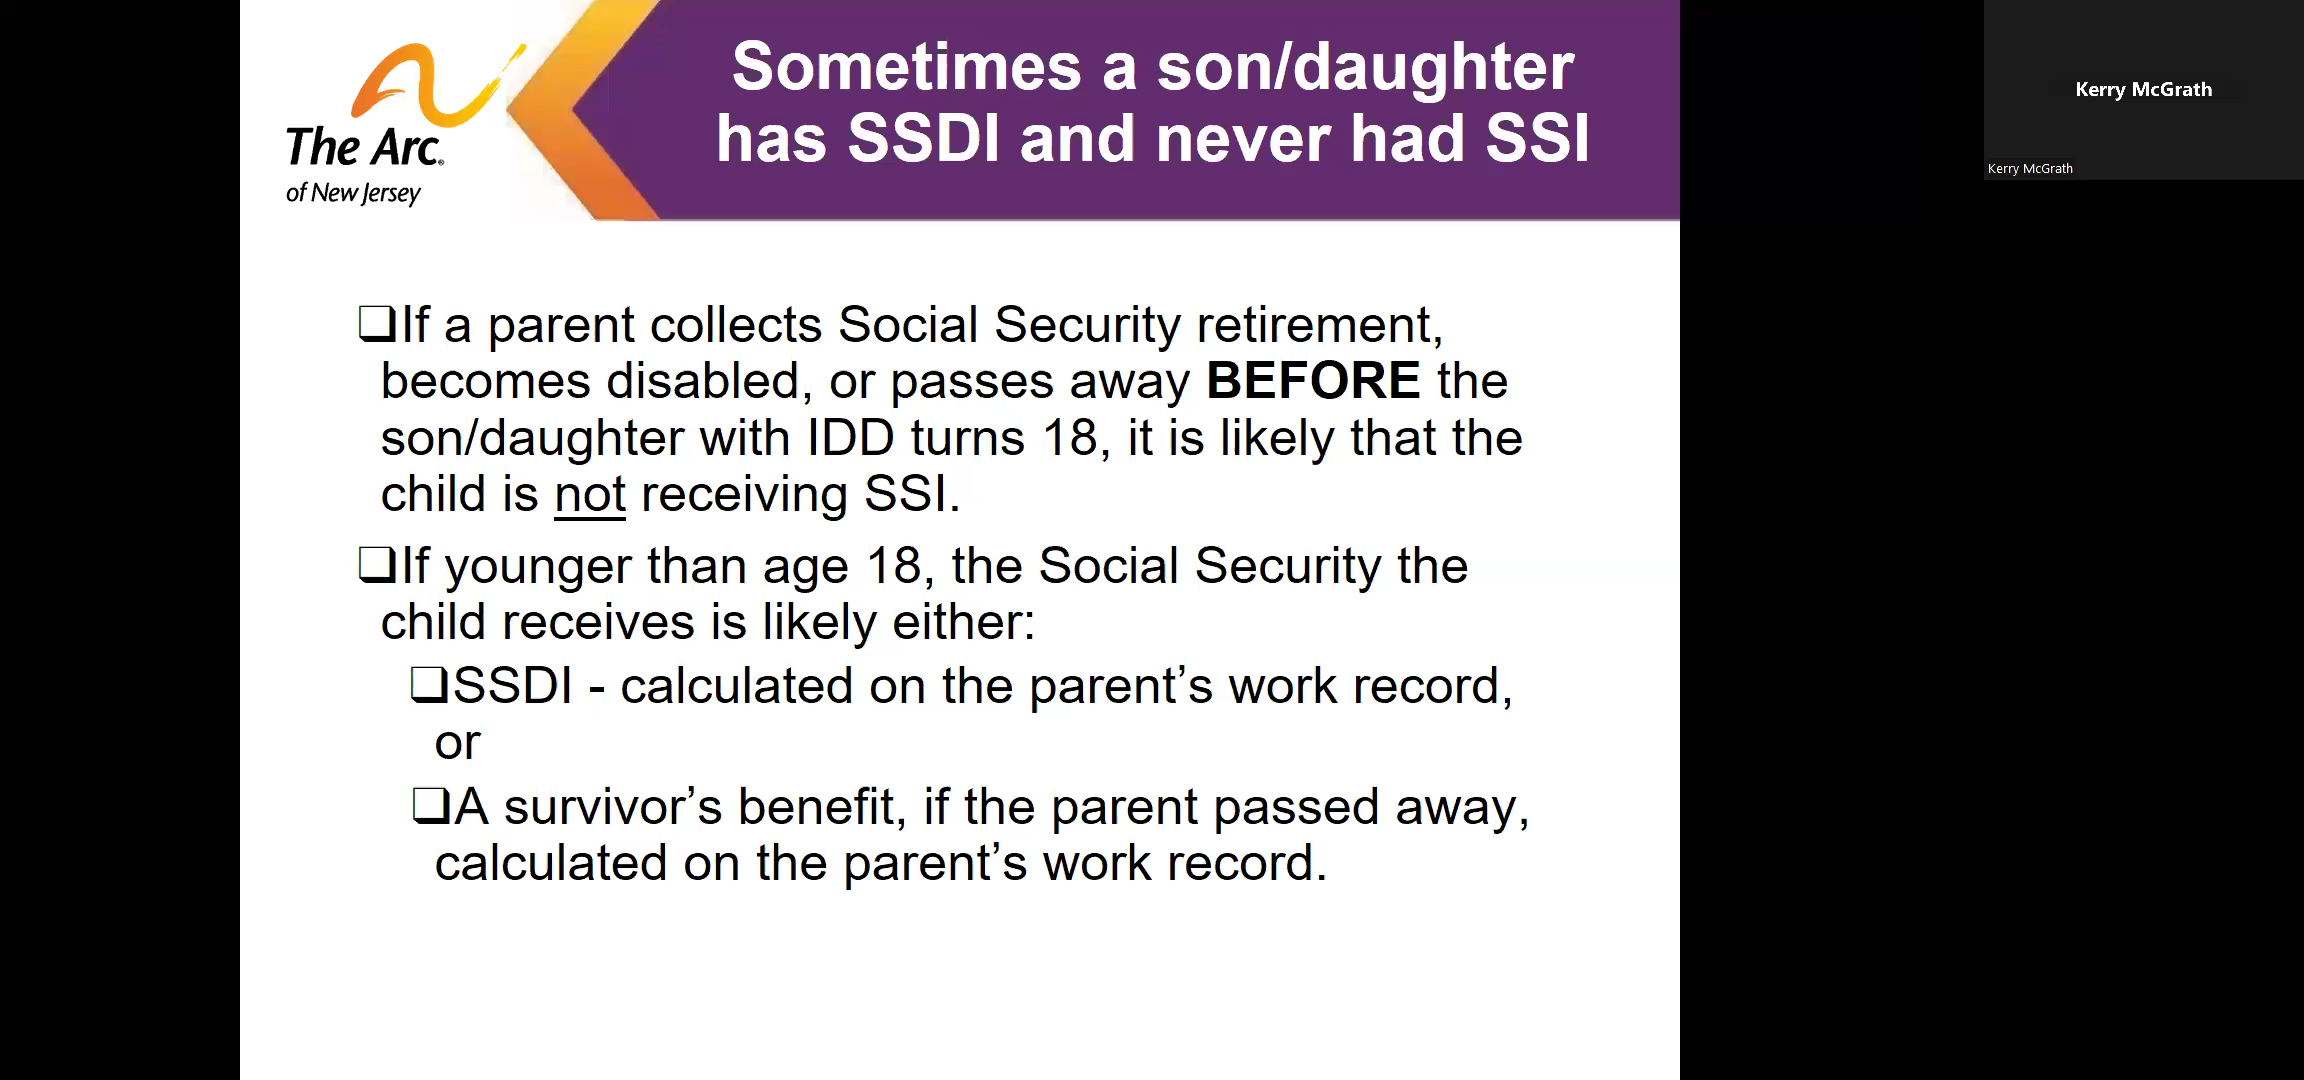 The Arc®
of New Jersey
Sometimes a son/daughter
has SSDI and never had SSI
❑If a parent collects Social Security retirement,
becomes disabled, or passes away BEFORE the
son/daughter with IDD turns 18, it is likely that the
child is not receiving SSI.
❑If younger than age 18, the Social Security the
child receives is likely either:
❑SSDI - calculated on the parent’s work record,
or
❑A survivor’s benefit, if the parent passed away,
calculated on the parent’s work record.
Kerry McGrath
Kerry McGrath